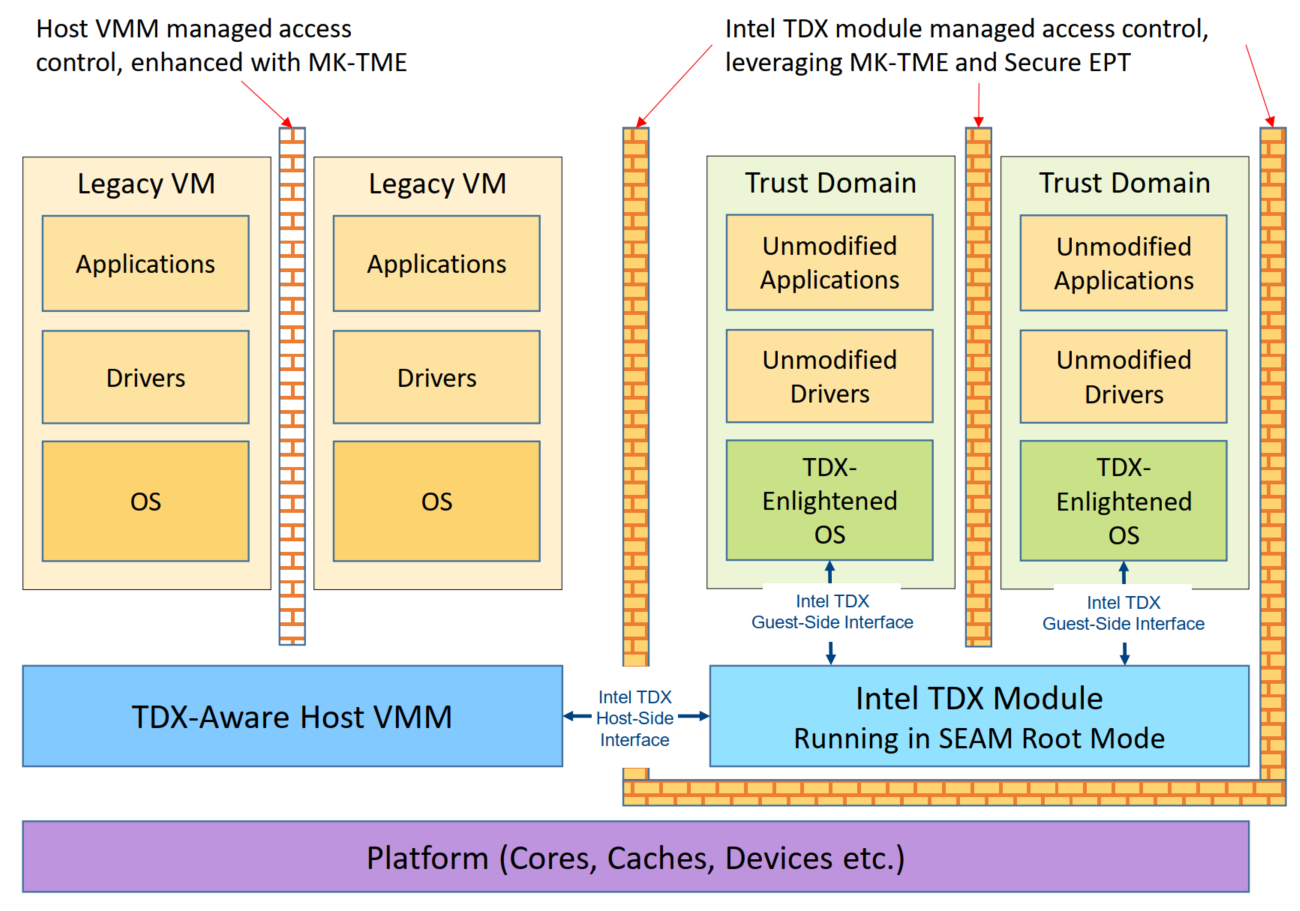 Host VMM managed access
control, enhanced with MK-TME
Intel TDX module managed access control,
leveraging MK-TME and Secure EPT
Legacy VM
Applications
Drivers
OS
Legacy VM
Applications
Drivers
OS
Trust Domain
Unmodified
Applications
Unmodified
Drivers
TDX-
Enlightened
OS
Trust Domain
Unmodified
Applications
Unmodified
Drivers
TDX-
Enlightened
OS
Intel TDX
Guest-Side Interface
Intel TDX
Guest-Side Interface
TDX-Aware Host VMM
Intel TDX
Host-Side
Interface
Intel TDX Module
Running in SEAM Root Mode
Platform (Cores, Caches, Devices etc.)